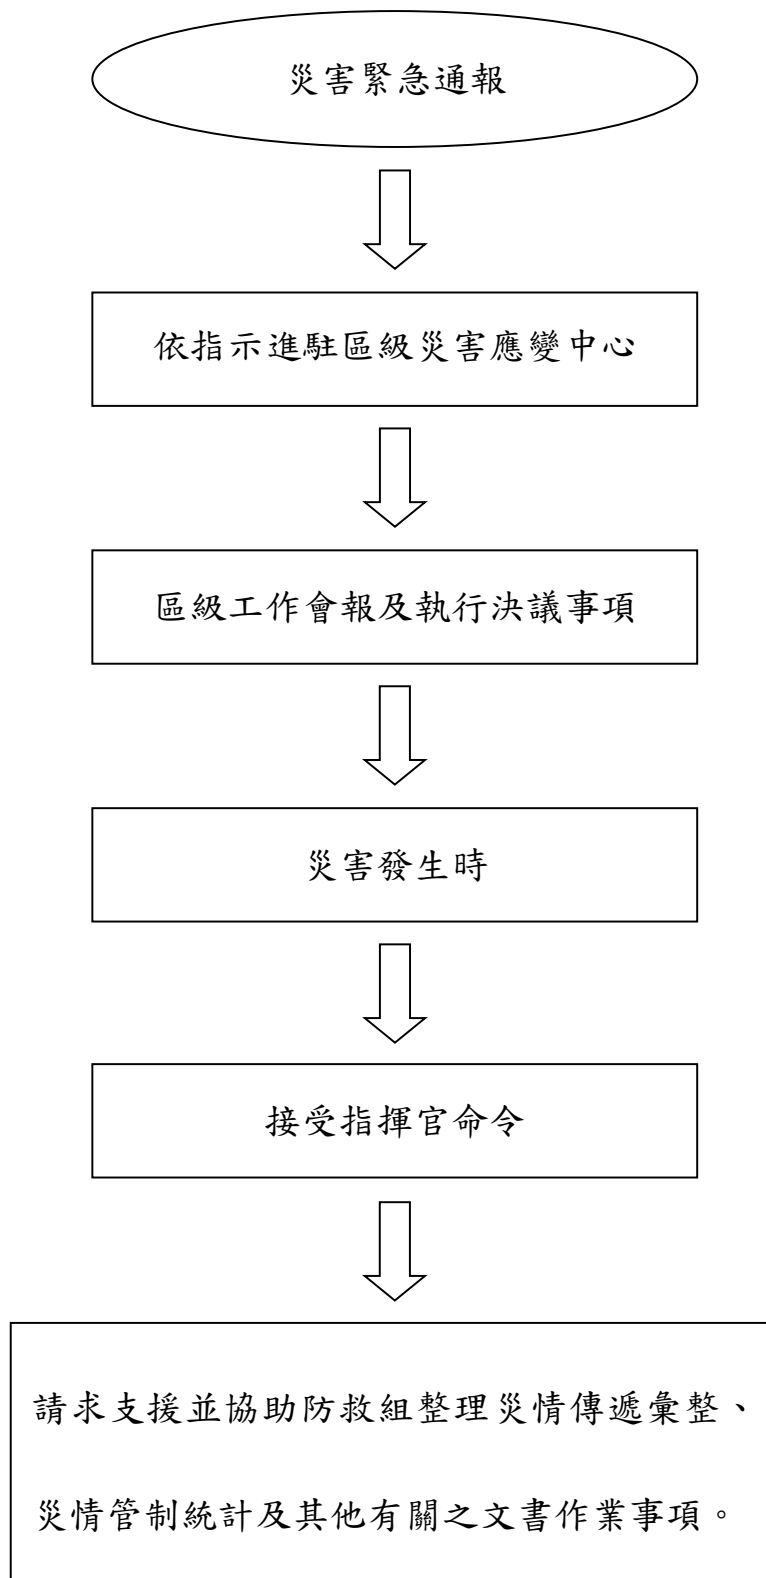 災害緊急通報
依指示進駐區級災害應變中心
區級工作會報及執行決議事項
災害發生時
接受指揮官命令
請求支援並協助防救組整理災情傳遞彙整、
災情管制統計及其他有關之文書作業事項。